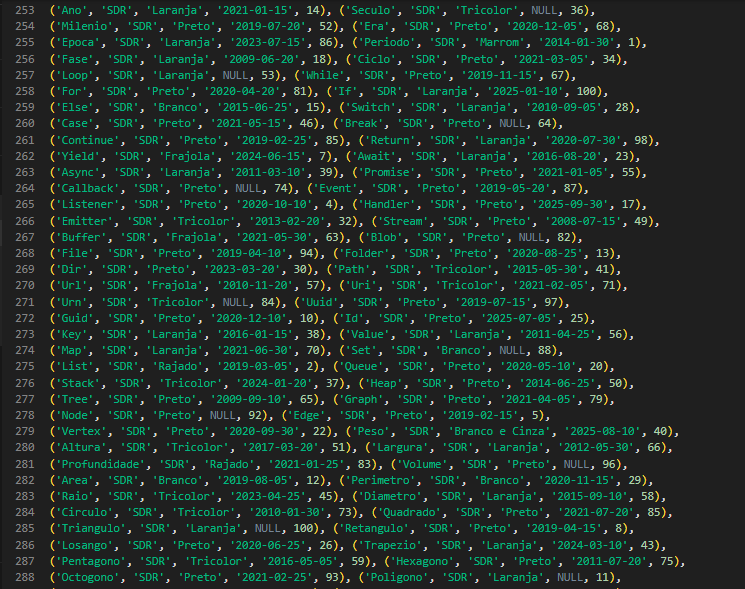 253 ('Ano', 'SDR', 'Laranja', '2021-01-15', 14), ('Seculo', 'SDR', 'Tricolor', NULL, 36),
254 ('Milenio', 'SDR', 'Preto', '2019-07-20', 52), ('Era', 'SDR', 'Preto', '2020-12-05', 68),
255 ('Epoca', 'SDR', 'Laranja', '2023-07-15', 86), ('Periodo', 'SDR', 'Marrom', '2014-01-30', 1),
256 ('Fase', 'SDR', 'Laranja', '2009-06-20', 18), ('Ciclo', 'SDR', 'Preto', '2021-03-05', 34),
257 ('Loop', 'SDR', 'Laranja', NULL, 53), ('While', 'SDR', 'Preto', '2019-11-15', 67),
258 ('For', 'SDR', 'Preto', '2020-04-20', 81), ('If', 'SDR', 'Laranja', '2025-01-10', 100),
259 ('Else', 'SDR', 'Branco', '2015-06-25', 15), ('Switch', 'SDR', 'Laranja', '2010-09-05', 28),
260 ('Case', 'SDR', 'Preto', '2021-05-15', 46), ('Break', 'SDR', 'Preto', NULL, 64),
261 ('Continue', 'SDR', 'Preto', '2019-02-25', 85), ('Return', 'SDR', 'Laranja', '2020-07-30', 98),
262 ('Yield', 'SDR', 'Frajola', '2024-06-15', 7), ('Await', 'SDR', 'Laranja', '2016-08-20', 23),
263 ('Async', 'SDR', 'Laranja', '2011-03-10', 39), ('Promise', 'SDR', 'Preto', '2021-01-05', 55),
264 ('Callback', 'SDR', 'Preto', NULL, 74), ('Event', 'SDR', 'Preto', '2019-05-20', 87),
265 ('Listener', 'SDR', 'Preto', '2020-10-10', 4), ('Handler', 'SDR', 'Preto', '2025-09-30', 17),
266 ('Emitter', 'SDR', 'Tricolor', '2013-02-20', 32), ('Stream', 'SDR', 'Preto', '2008-07-15', 49),
267 ('Buffer', 'SDR', 'Frajola', '2021-05-30', 63), ('Blob', 'SDR', 'Preto', NULL, 82),
268 ('File', 'SDR', 'Preto', '2019-04-10', 94), ('Folder', 'SDR', 'Preto', '2020-08-25', 13),
269 ('Dir', 'SDR', 'Preto', '2023-03-20', 30), ('Path', 'SDR', 'Tricolor', '2015-05-30', 41),
270 ('Url', 'SDR', 'Frajola', '2010-11-20', 57), ('Uri', 'SDR', 'Tricolor', '2021-02-05', 71),
271 ('Urn', 'SDR', 'Tricolor', NULL, 84), ('Uuid', 'SDR', 'Preto', '2019-07-15', 97),
272 ('Guid', 'SDR', 'Preto', '2020-12-10', 10), ('Id', 'SDR', 'Preto', '2025-07-05', 25),
273 ('Key', 'SDR', 'Laranja', '2016-01-15', 38), ('Value', 'SDR', 'Laranja', '2011-04-25', 56),
274 ('Map', 'SDR', 'Laranja', '2021-06-30', 70), ('Set', 'SDR', 'Branco', NULL, 88),
275 ('List', 'SDR', 'Rajado', '2019-03-05', 2), ('Queue', 'SDR', 'Preto', '2020-05-10', 20),
276 ('Stack', 'SDR', 'Tricolor', '2024-01-20', 37), ('Heap', 'SDR', 'Preto', '2014-06-25', 50),
277 ('Tree', 'SDR', 'Preto', '2009-09-10', 65), ('Graph', 'SDR', 'Preto', '2021-04-05', 79),
278 ('Node', 'SDR', 'Preto', NULL, 92), ('Edge', 'SDR', 'Preto', '2019-02-15', 5),
279 ('Vertex', 'SDR', 'Preto', '2020-09-30', 22), ('Peso', 'SDR', 'Branco e Cinza', '2025-08-10', 40),
280 ('Altura', 'SDR', 'Tricolor', '2017-03-20', 51), ('Largura', 'SDR', 'Laranja', '2012-05-30', 66),
281 ('Profundidade', 'SDR', 'Rajado', '2021-01-25', 83), ('Volume', 'SDR', 'Preto', NULL, 96),
282 ('Area', 'SDR', 'Branco', '2019-08-05', 12), ('Perimetro', 'SDR', 'Branco', '2020-11-15', 29),
283 ('Raio', 'SDR', 'Tricolor', '2023-04-25', 45), ('Diametro', 'SDR', 'Laranja', '2015-09-10', 58),
284 ('Circulo', 'SDR', 'Tricolor', '2010-01-30', 73), ('Quadrado', 'SDR', 'Preto', '2021-07-20', 85),
285 ('Triangulo', 'SDR', 'Laranja', NULL, 100), ('Retangulo', 'SDR', 'Preto', '2019-04-15', 8),
286 ('Losango', 'SDR', 'Preto', '2020-06-25', 26), ('Trapezio', 'SDR', 'Laranja', '2024-03-10', 43),
287 ('Pentagono', 'SDR', 'Tricolor', '2016-05-05', 59), ('Hexagono', 'SDR', 'Preto', '2011-07-20', 75),
288 ('Octogono', 'SDR', 'Preto', '2021-02-25', 93), ('Poligono', 'SDR', 'Laranja', NULL, 11),